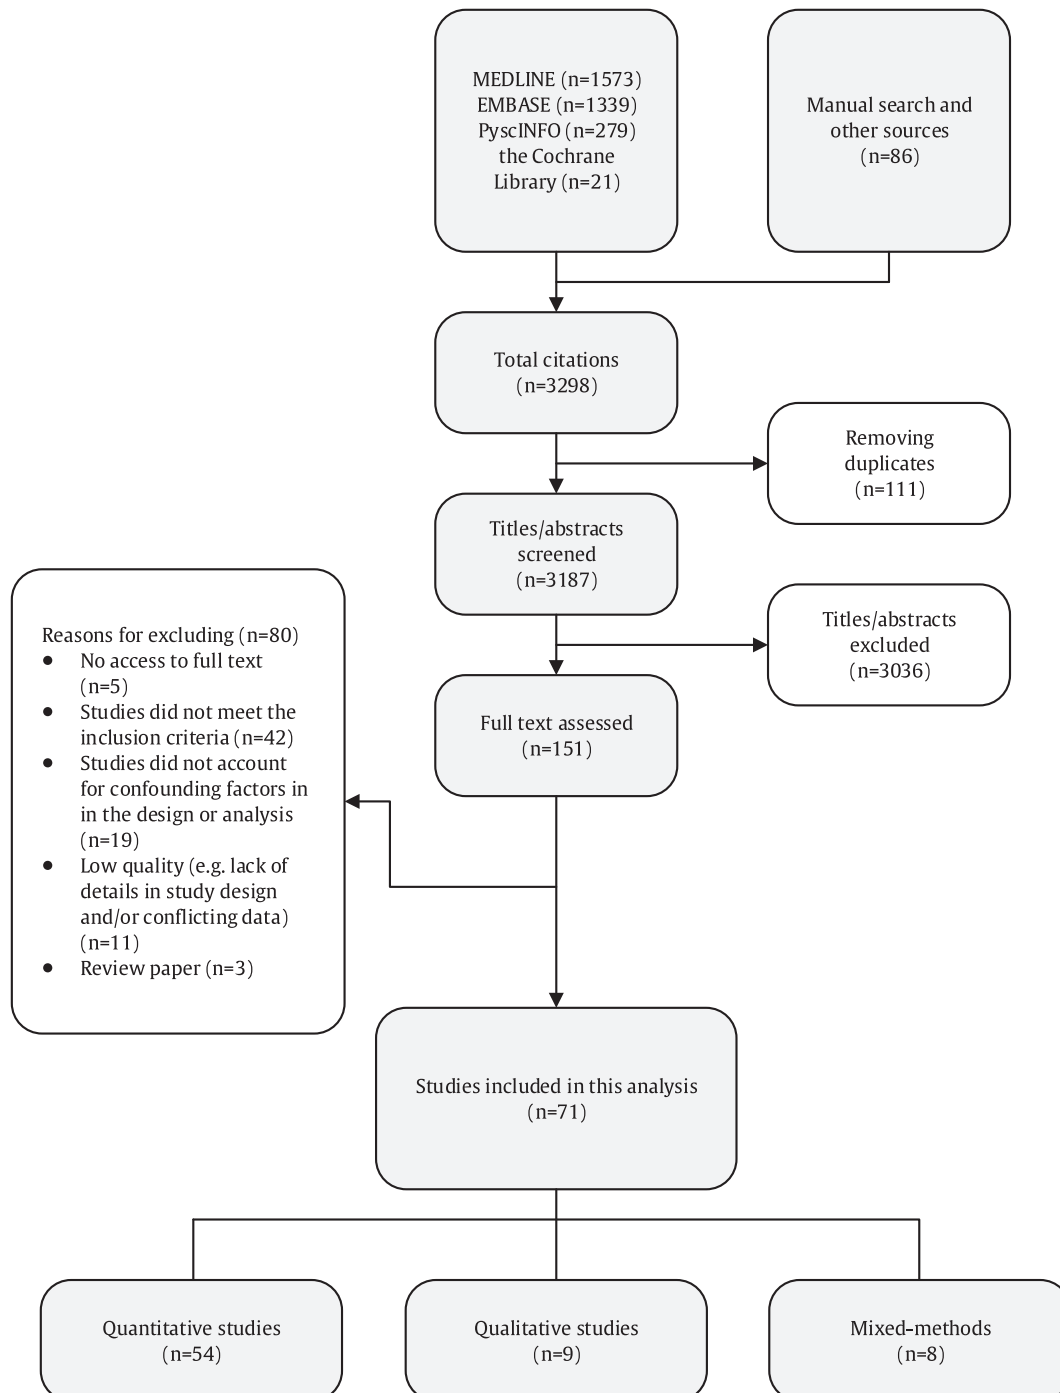 MEDLINE (n=1573)
EMBASE (n=1339)
PyscINFO (n=279)
the Cochrane
Library (n=21)
Manual search and
other sources
(n=86)
Total citations
(n=3298)
Removing
duplicates
(n=111)
Titles/abstracts
screened
(n=3187)
Titles/abstracts
excluded
(n=3036)
Reasons for excluding (n=80)
● No access to full text
(n=5)
● Studies did not meet the
inclusion criteria (n=42)
● Studies did not account
for confounding factors in
in the design or analysis
(n=19)
● Low quality (e.g. lack of
details in study design
and/or conflicting data)
(n=11)
● Review paper (n=3)
Full text assessed
(n=151)
Studies included in this analysis
(n=71)
Quantitative studies
(n=54)
Qualitative studies
(n=9)
Mixed-methods
(n=8)